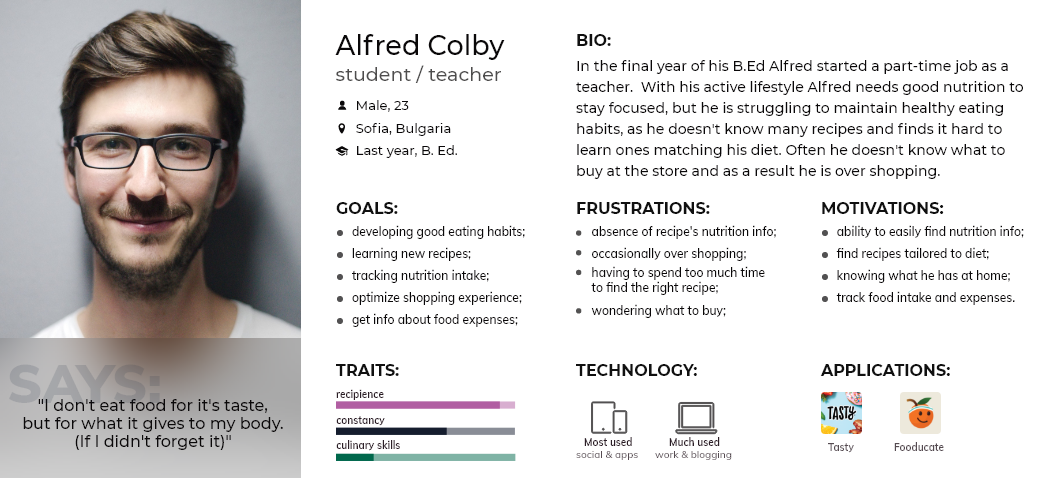 Alfred Colby
student / teacher
Male, 23
Sofia, Bulgaria
Last year, B. Ed.
BIO:
In the final year of his B.Ed Alfred started a part-time job as a
teacher. With his active lifestyle Alfred needs good nutrition to
stay focused, but he is struggling to maintain healthy eating
habits, as he doesn't know many recipes and finds it hard to
learn ones matching his diet. Often he doesn't know what to
buy at the store and as a result he is over shopping.
GOALS:
developing good eating habits;
learning new recipes;
tracking nutrition intake;
optimize shopping experience;
get info about food expenses;
FRUSTRATIONS:
absence of recipe's nutrition info;
occasionally over shopping;
having to spend too much time
to find the right recipe;
wondering what to buy;
MOTIVATIONS:
ability to easily find nutrition info;
find recipes tailored to diet;
knowing what he has at home;
track food intake and expenses.
SAYS:
"I don't eat food for it's taste,
but for what it gives to my body.
(If I didn't forget it)"
TRAITS:
recipience
constancy
culinary skills
TECHNOLOGY:
Most used
social & apps
Much used
work & blogging
APPLICATIONS:
TASTY
Tasty
Fooducate